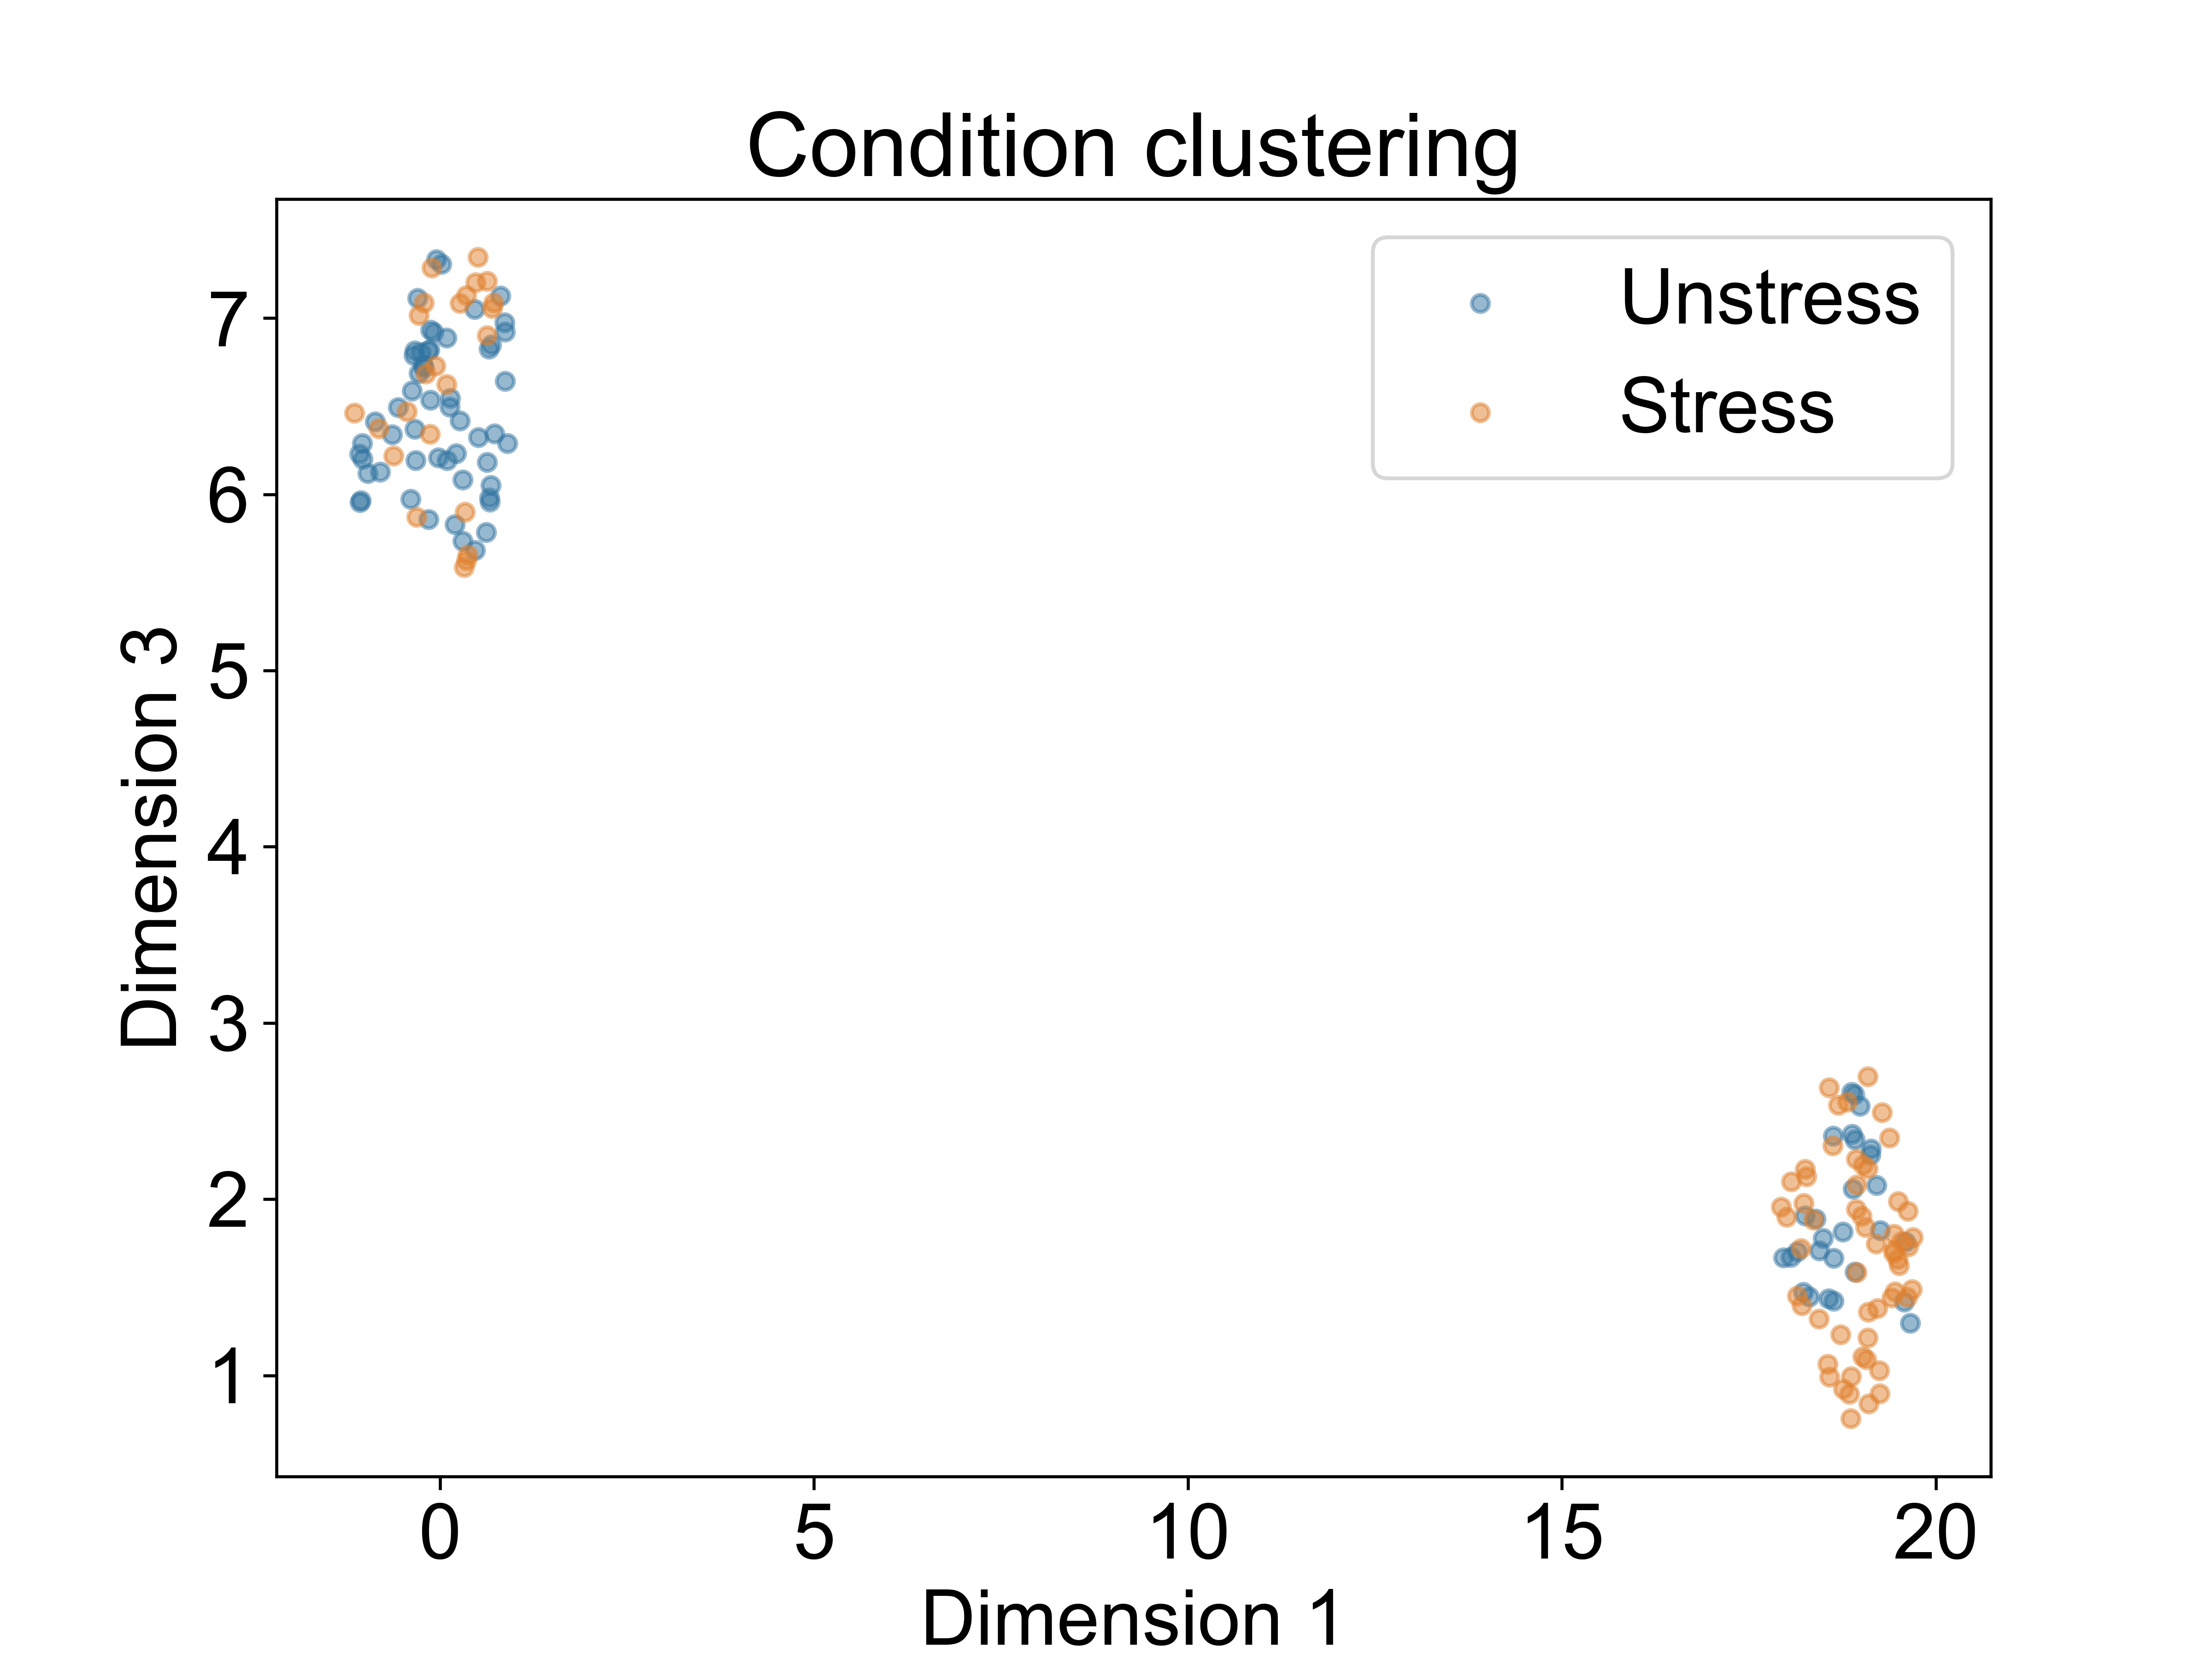 Condition clustering
Unstress
Stress
Dimension 3
7
6
5
4
3
2
1
0
5
10
15
20
Dimension 1